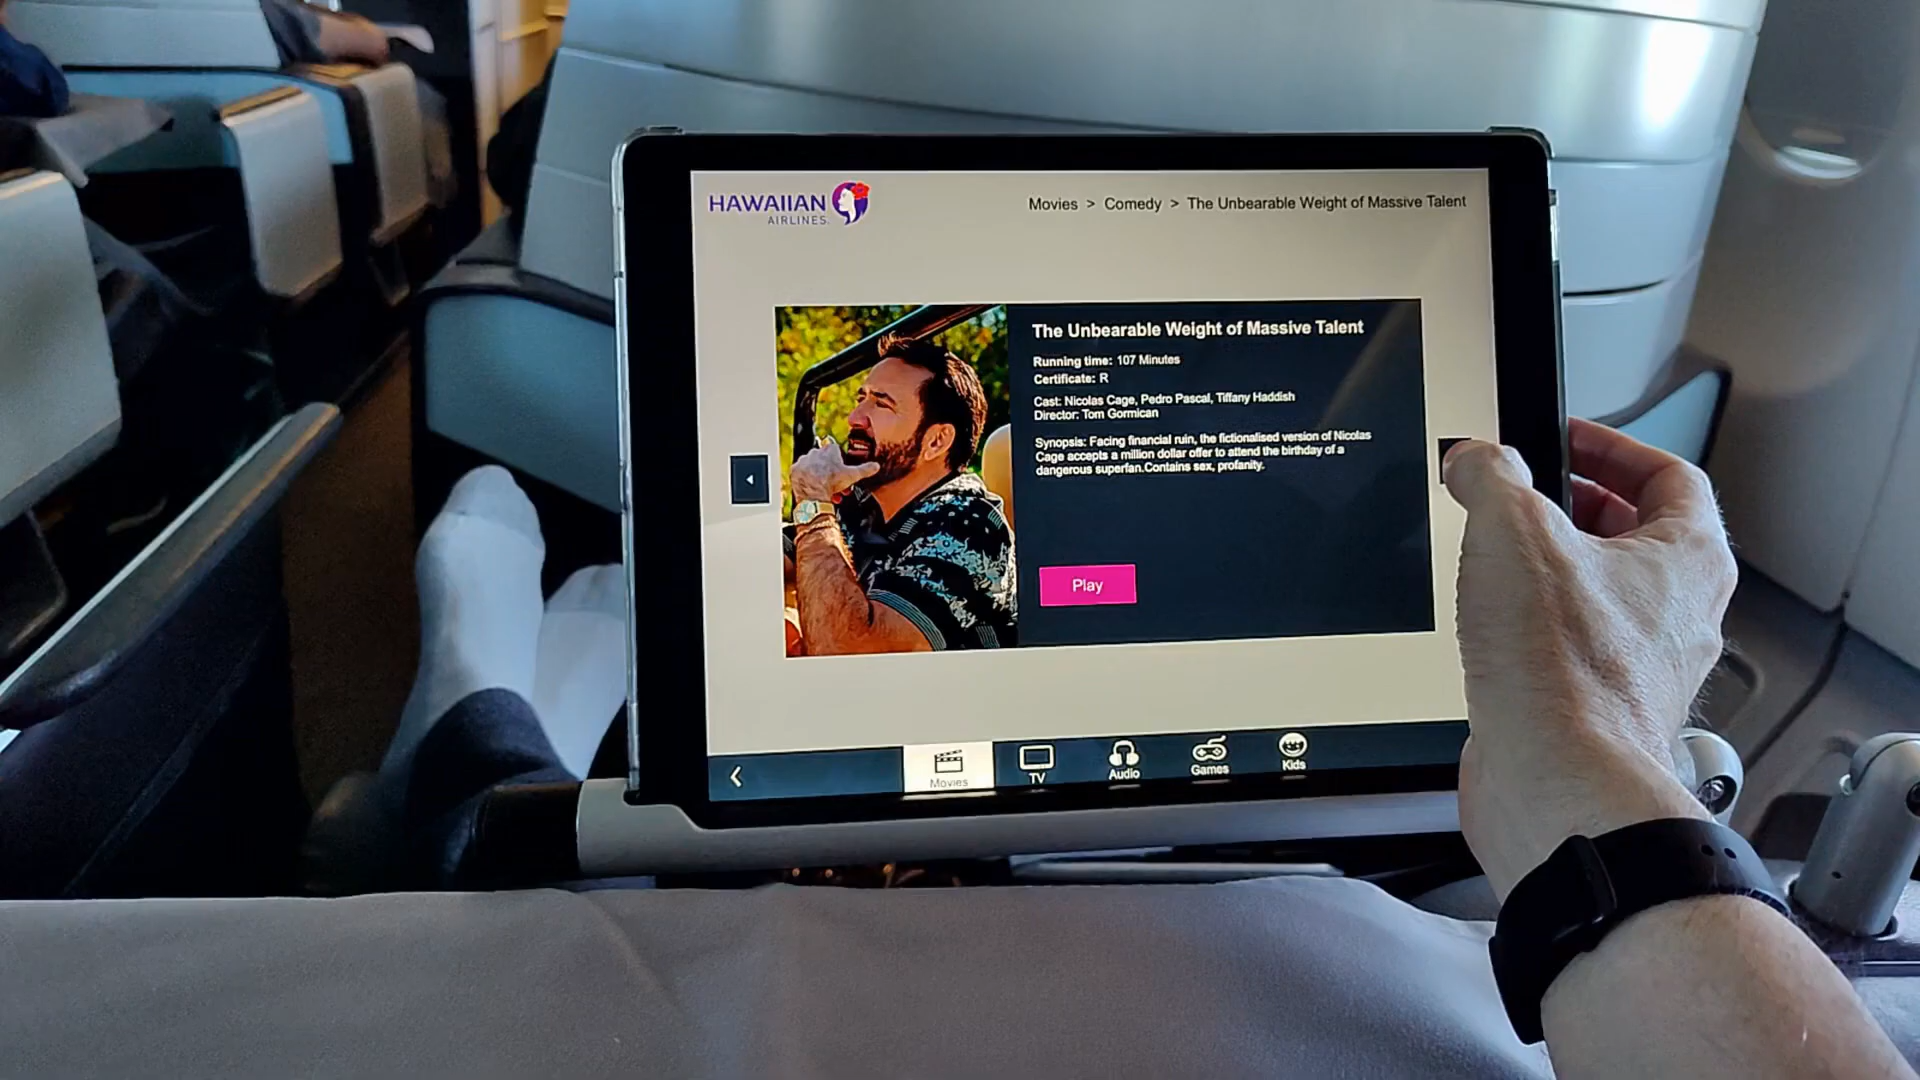 HAWAIIAN
AIRLINES.
Movies > Comedy > The Unbearable Weight of Massive Talent
The Unbearable Weight of Massive Talent
Running time: 107 Minutes
Certificate: R
Cast: Nicolas Cage, Pedro Pascal, Tiffany Haddish
Director: Tom Gormican
Synopsis: Facing financial ruin, the fictionalised version of Nicolas
Cage accepts a million dollar offer to attend the birthday of a
dangerous superfan.Contains sex, profanity.
Play
Movies
TV
Audio
Games
Kids